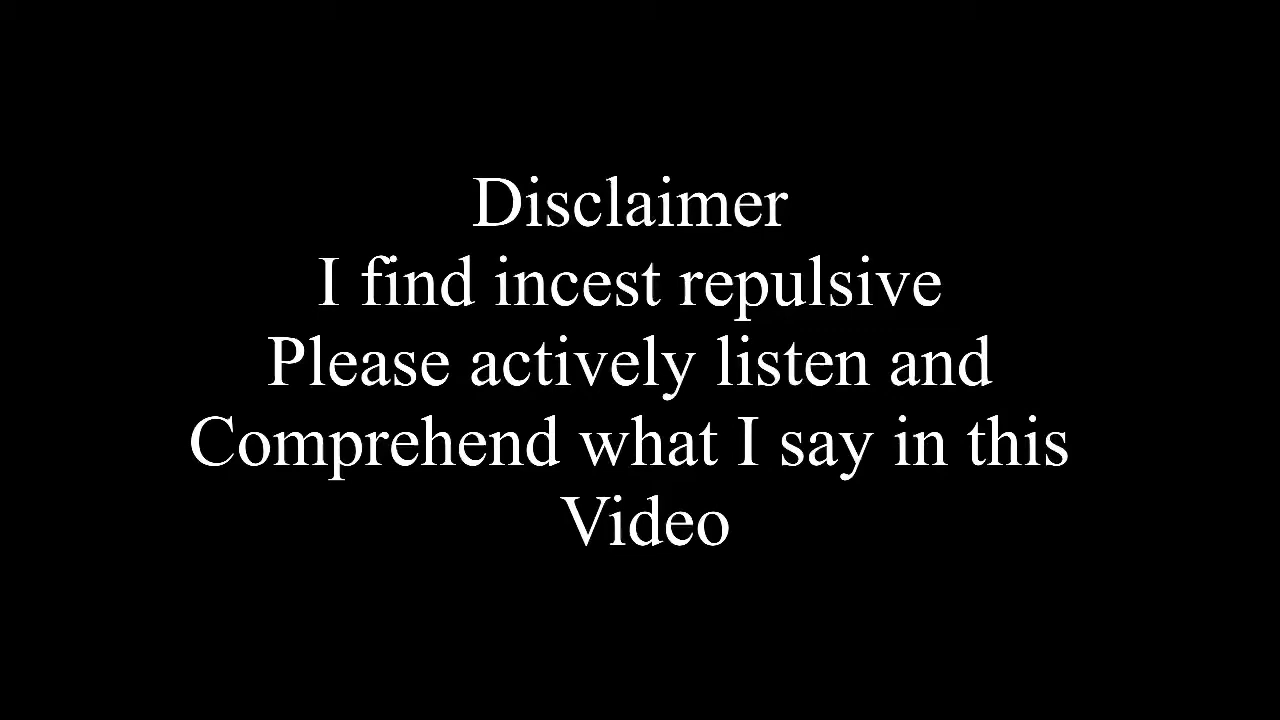 Disclaimer
I find incest repulsive
Please actively listen and
Comprehend what I say in this
Video